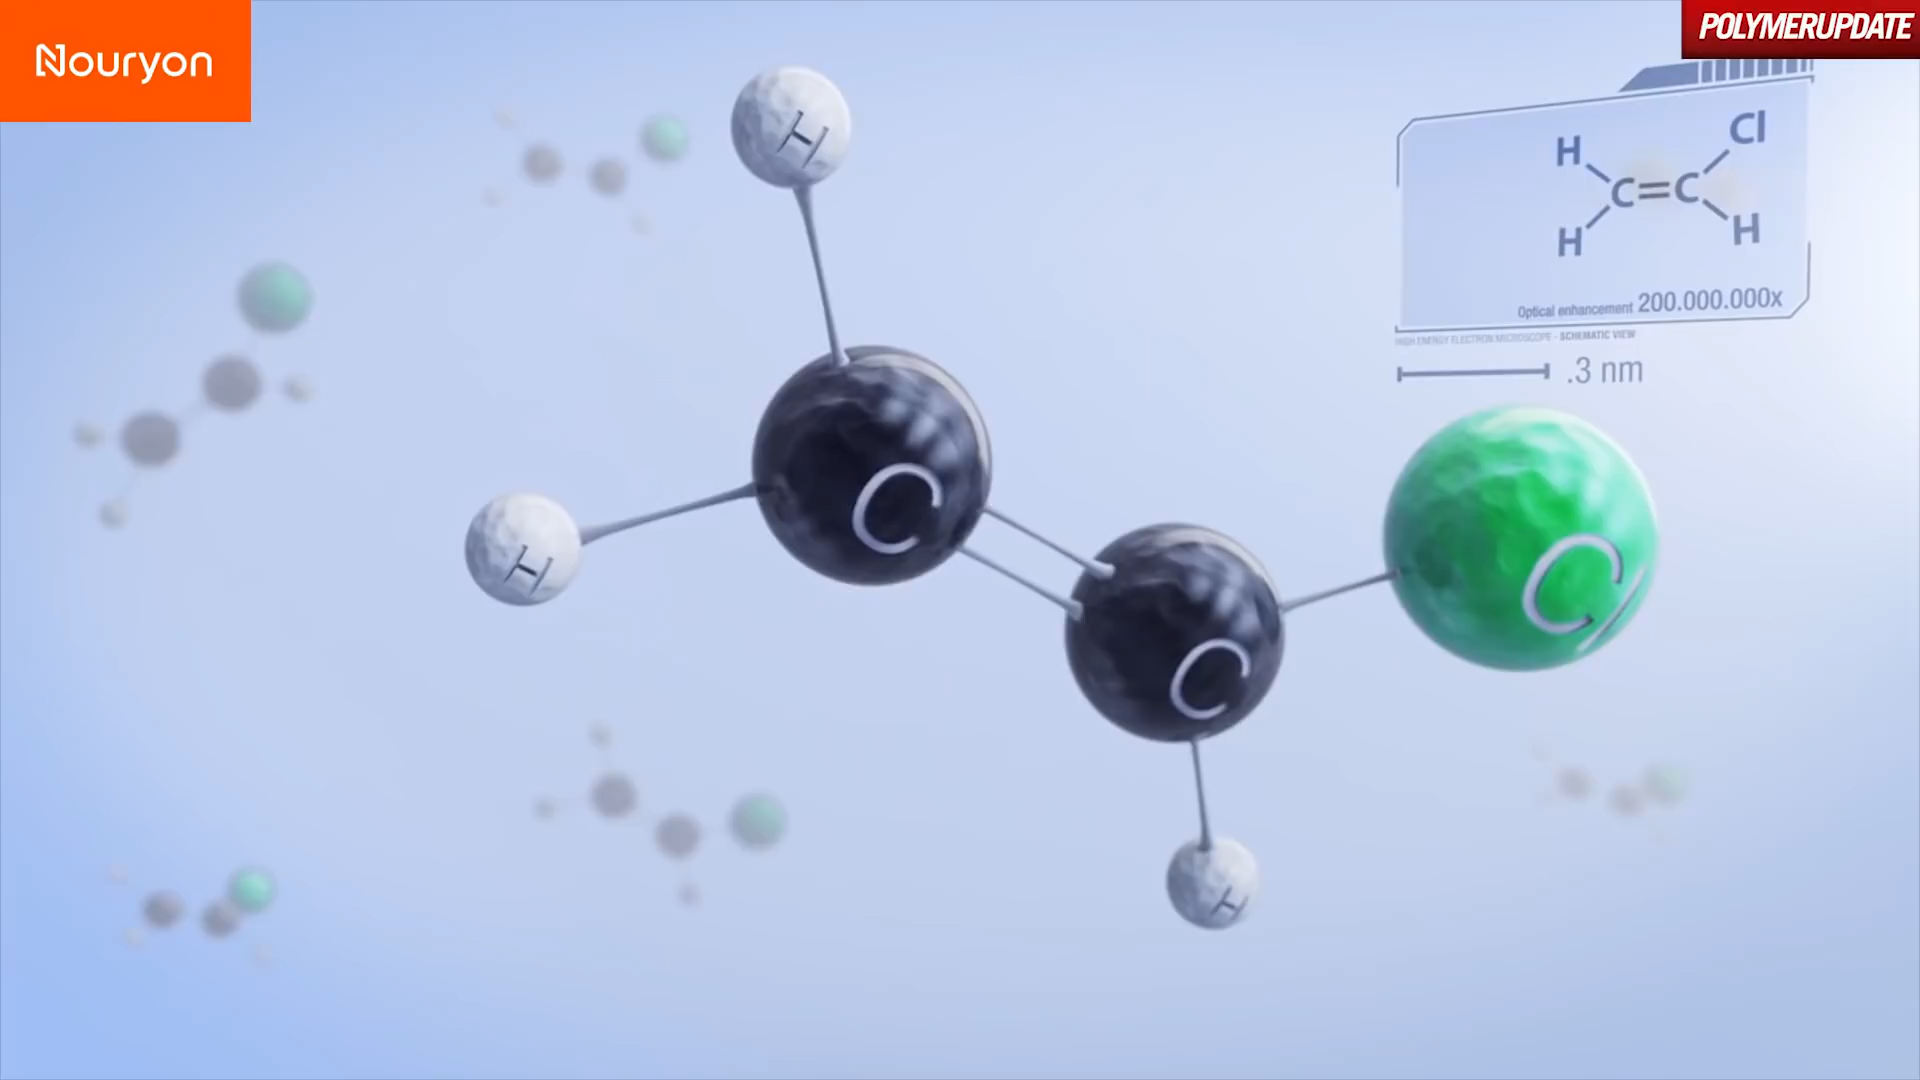 Nouryon
POLYMERUPDATE
H
Cl
C=C
H
H
Optical enhancement 200.000.000x
HIGH ENERGY ELECTRON MICROSCOPE - SCHEMATIC VIEW
.3 nm
H
C
H
C
Cl
H